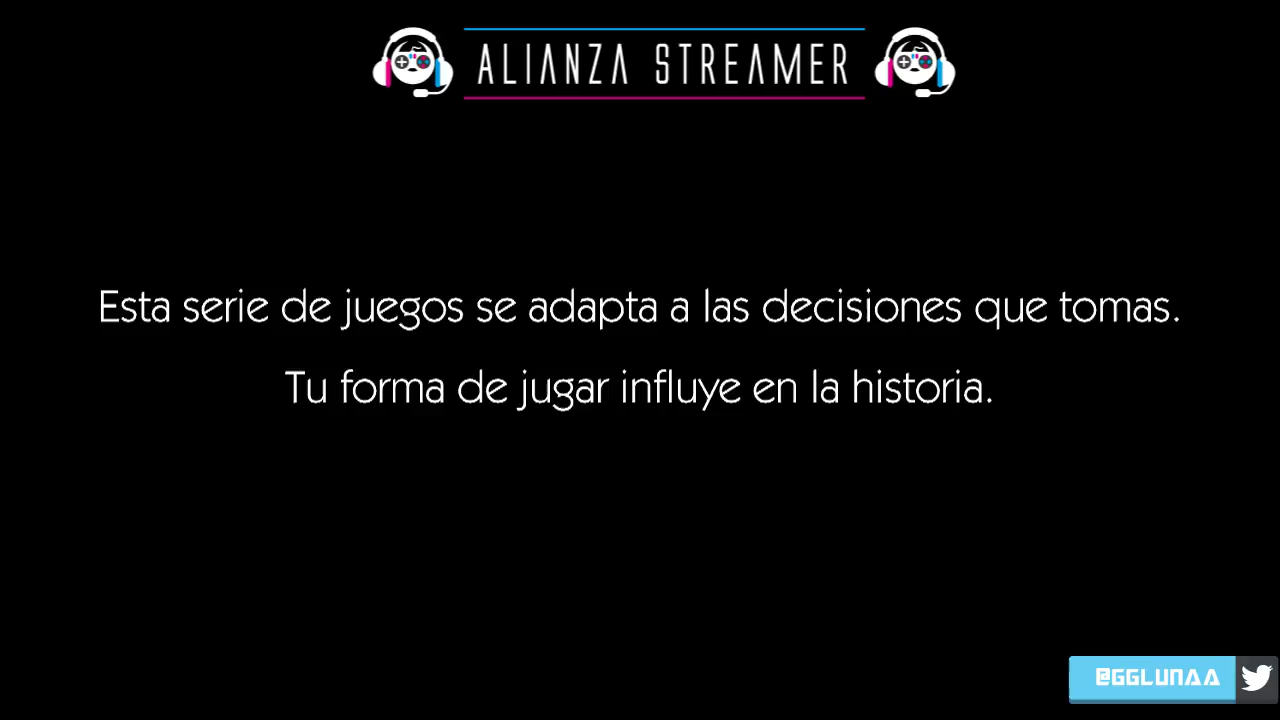 ALIANZA STREAMER
Esta serie de juegos se adapta a las decisiones que tomas.
Tu forma de jugar influye en la historia.
@GGLUNAA